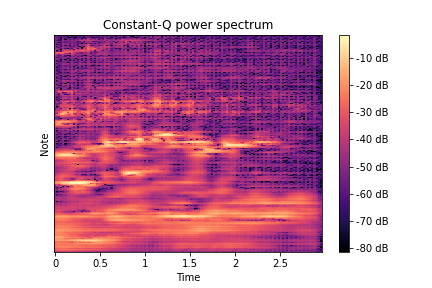 Constant-Q power spectrum
Note
-10 dB
-20 dB
-30 dB
-40 dB
-50 dB
-60 dB
-70 dB
-80 dB
0 0.5 1 1.5 2 2.5
Time